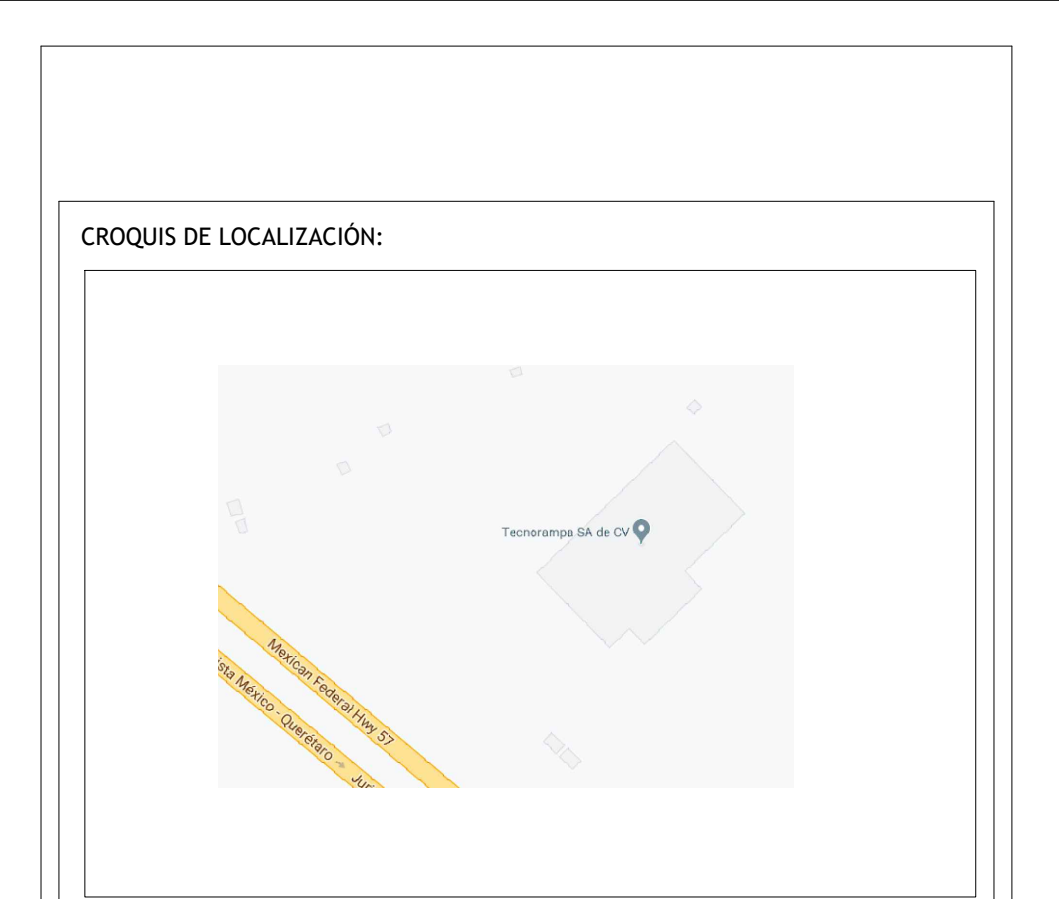 CROQUIS DE LOCALIZACIÓN:
Tecnorampa SA de CV
Mexican Federal Hwy 57
México - Querétaro